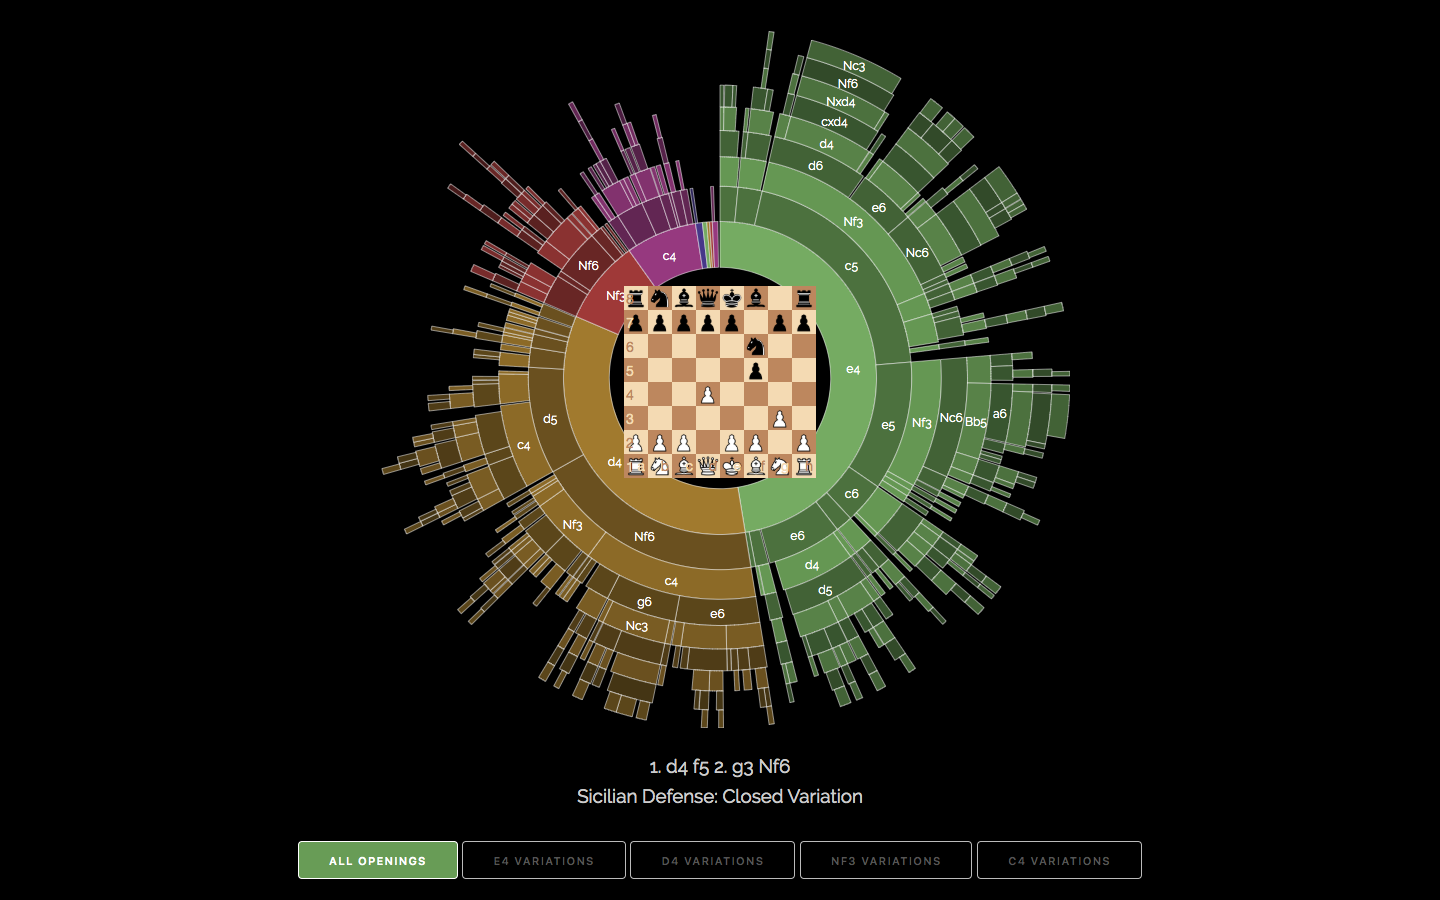 Nc3
Nf6
Nxd4
cxd4
d4
d6
e6
Nf3
Nc6
c5
c4
Nf6
Nf3
e4
6
5
4
3
2
d5
c4
d4
e5
Nf3
Nc6
Bb5
a6
c6
e6
Nf3
Nf6
d4
c4
d5
g6
e6
Nc3
1. d4 f5 2. g3 Nf6
Sicilian Defense: Closed Variation
ALL OPENINGS
E4 VARIATIONS
D4 VARIATIONS
NF3 VARIATIONS
C4 VARIATIONS